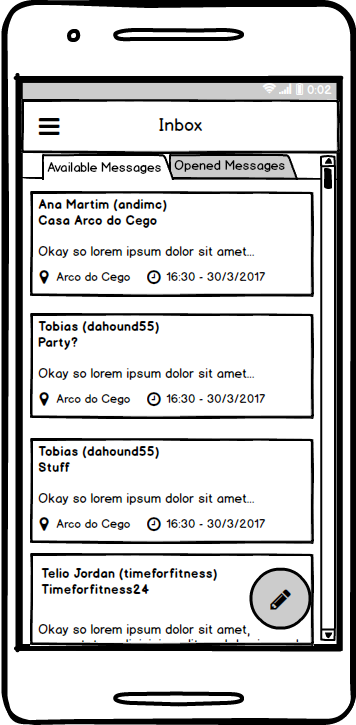 0:02
Inbox
Available Messages
Opened Messages
Ana Martim (andimc)
Casa Arco do Cego
Okay so lorem ipsum dolor sit amet...
Arco do Cego 16:30 - 30/3/2017
Tobias (dahound55)
Party?
Okay so lorem ipsum dolor sit amet...
Arco do Cego 16:30 - 30/3/2017
Tobias (dahound55)
Stuff
Okay so lorem ipsum dolor sit amet...
Arco do Cego 16:30 - 30/3/2017
Telio Jordan (timeforfitness)
Timeforfitness24
Okay so lorem ipsum dolor sit amet,